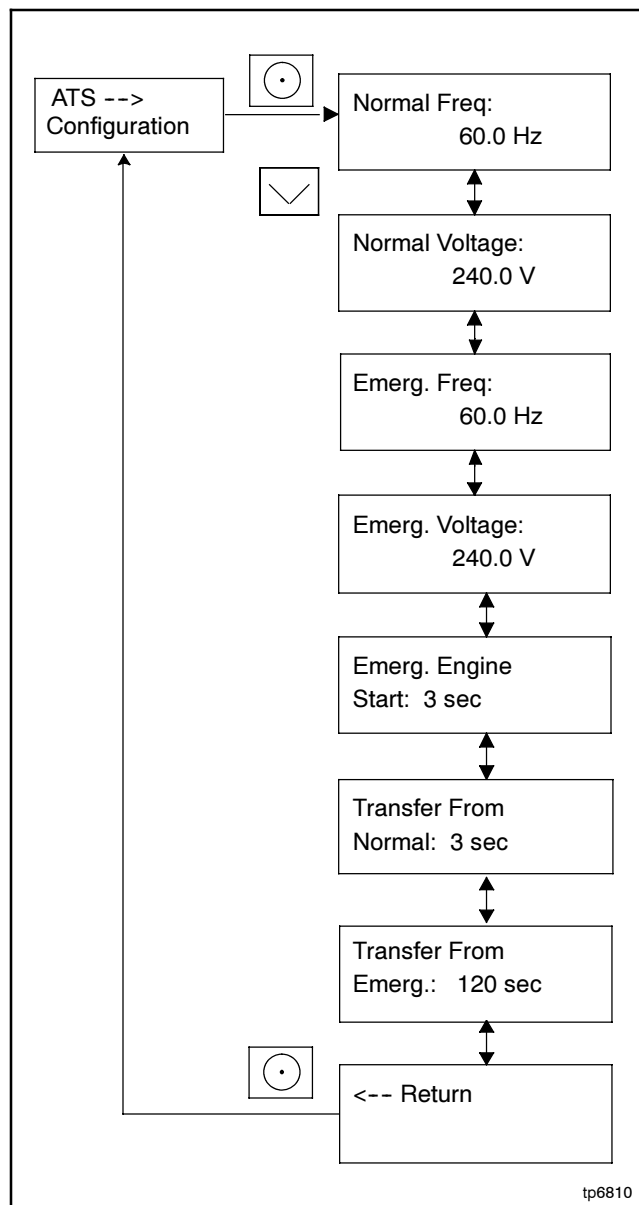 ATS -->
Configuration
Normal Freq:
60.0 Hz
Normal Voltage:
240.0 V
Emerg. Freq:
60.0 Hz
Emerg. Voltage:
240.0 V
Emerg. Engine
Start: 3 sec
Transfer From
Normal: 3 sec
Transfer From
Emerg.: 120 sec
<-- Return
tp6810